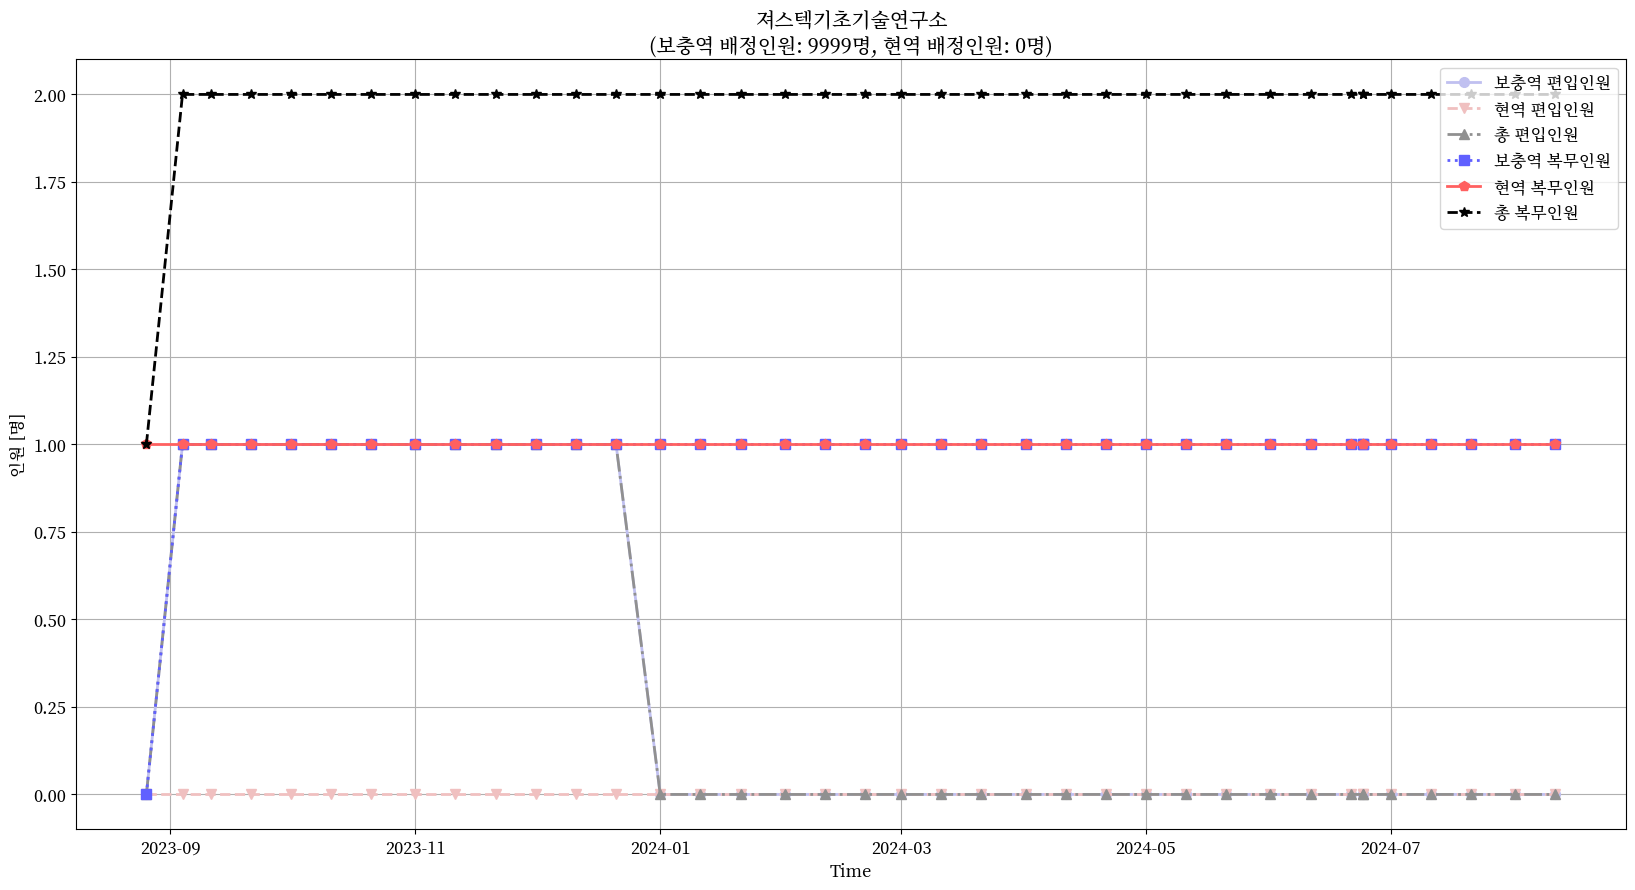 져스텍기초기술연구소
(보충역 배정인원: 9999명, 현역 배정인원: 0명)
보충역 편입인원
현역 편입인원
총 편입인원
보충역 복무인원
현역 복무인원
총 복무인원
인원 [명]
2.00
1.75
1.50
1.25
1.00
0.75
0.50
0.25
0.00
2023-09
2023-11
2024-01
2024-03
2024-05
2024-07
Time